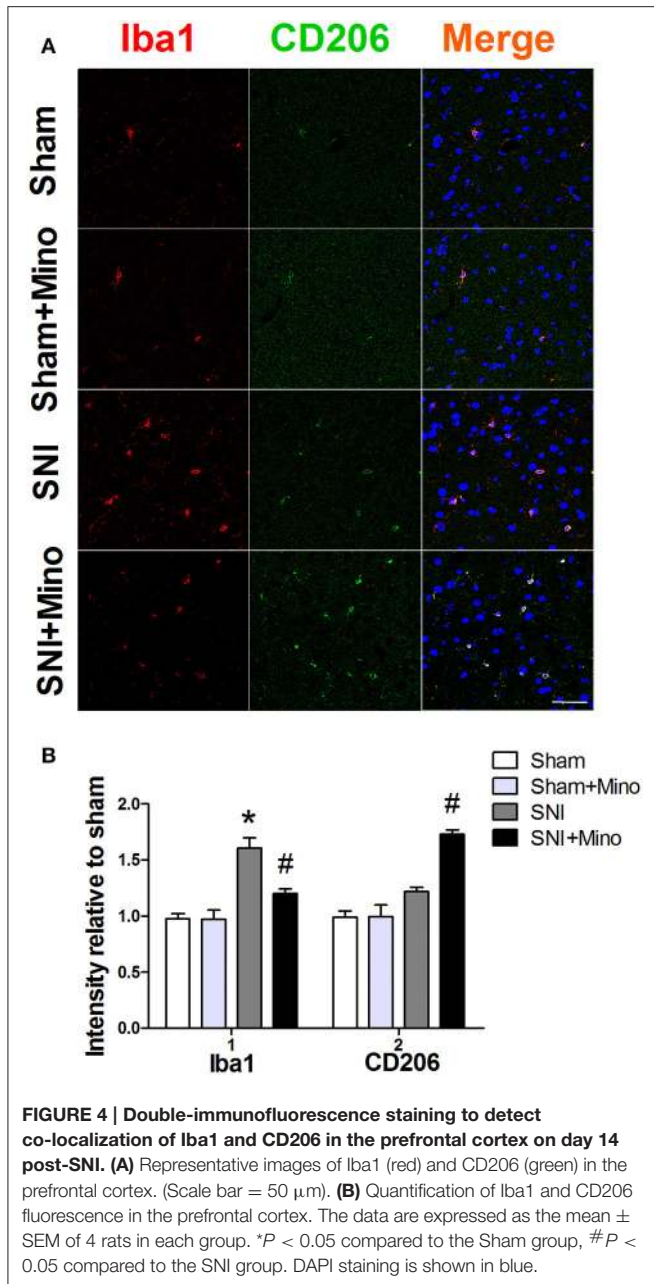 A
Iba1 CD206 Merge
Sham
Sham+Mino
SNI
SNI+Mino
B
Sham
Sham+Mino
SNI
SNI+Mino
Intensity relative to sham
2.0
1.5
1.0
0.5
0.0
* # #
1 2
Iba1 CD206
FIGURE 4 | Double-immunofluorescence staining to detect
co-localization of Iba1 and CD206 in the prefrontal cortex on day 14
post-SNI. (A) Representative images of Iba1 (red) and CD206 (green) in the
prefrontal cortex. (Scale bar = 50 μm). (B) Quantification of Iba1 and CD206
fluorescence in the prefrontal cortex. The data are expressed as the mean ±
SEM of 4 rats in each group. *P < 0.05 compared to the Sham group, #P <
0.05 compared to the SNI group. DAPI staining is shown in blue.